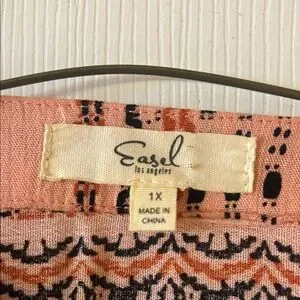 Easel
los angeles
1X
MADE IN
CHINA